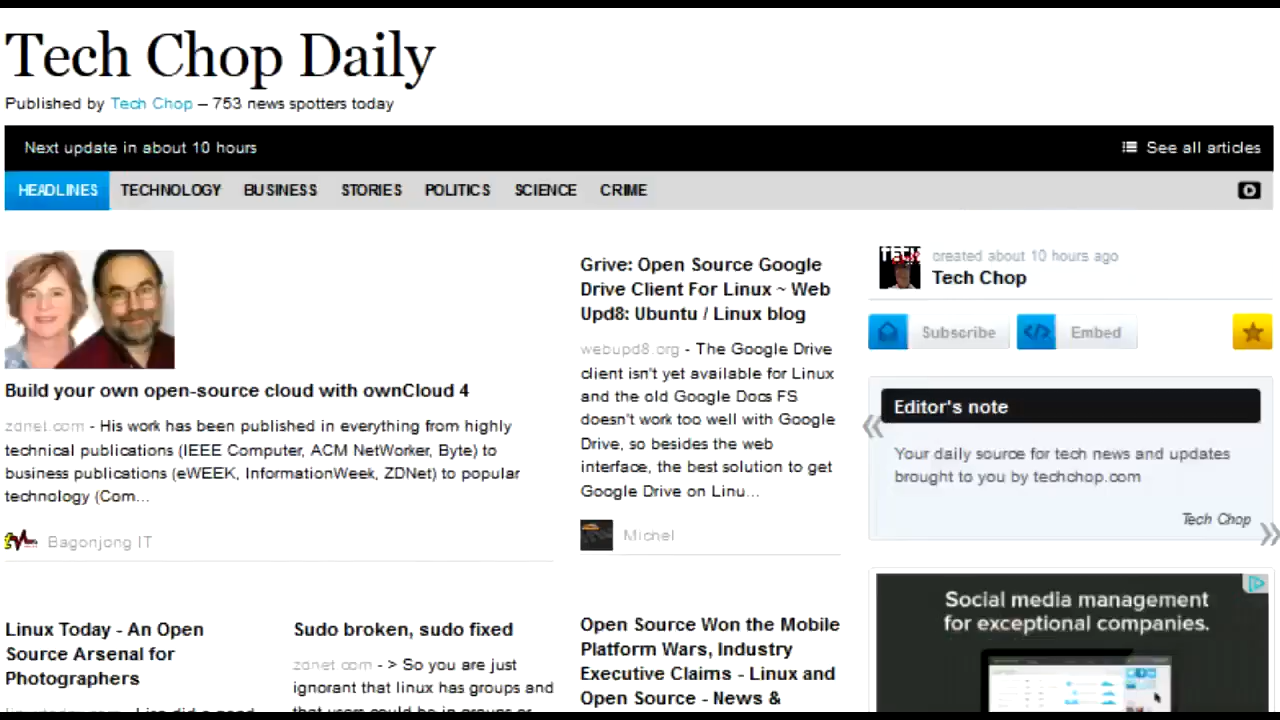 Tech Chop Daily
Published by Tech Chop – 753 news spotters today
Next update in about 10 hours
See all articles
HEADLINES TECHNOLOGY BUSINESS STORIES POLITICS SCIENCE CRIME
Build your own open-source cloud with ownCloud 4
zdnet.com - His work has been published in everything from highly
technical publications (IEEE Computer, ACM NetWorker, Byte) to
business publications (eWEEK, InformationWeek, ZDNet) to popular
technology (Com...
Bagonjong IT
Grive: Open Source Google
Drive Client For Linux ~ Web
Upd8: Ubuntu / Linux blog
webupd8.org - The Google Drive
client isn't yet available for Linux
and the old Google Docs FS
doesn't work too well with Google
Drive, so besides the web
interface, the best solution to get
Google Drive on Linu...
Michel
created about 10 hours ago
Tech Chop
Subscribe
Embed
Editor's note
Your daily source for tech news and updates
brought to you by techchop.com
Tech Chop
Linux Today - An Open
Source Arsenal for
Photographers
Sudo broken, sudo fixed
zdnet.com - > So you are just
ignorant that linux has groups and
Open Source Won the Mobile
Platform Wars, Industry
Executive Claims - Linux and
Open Source - News &
Social media management
for exceptional companies.